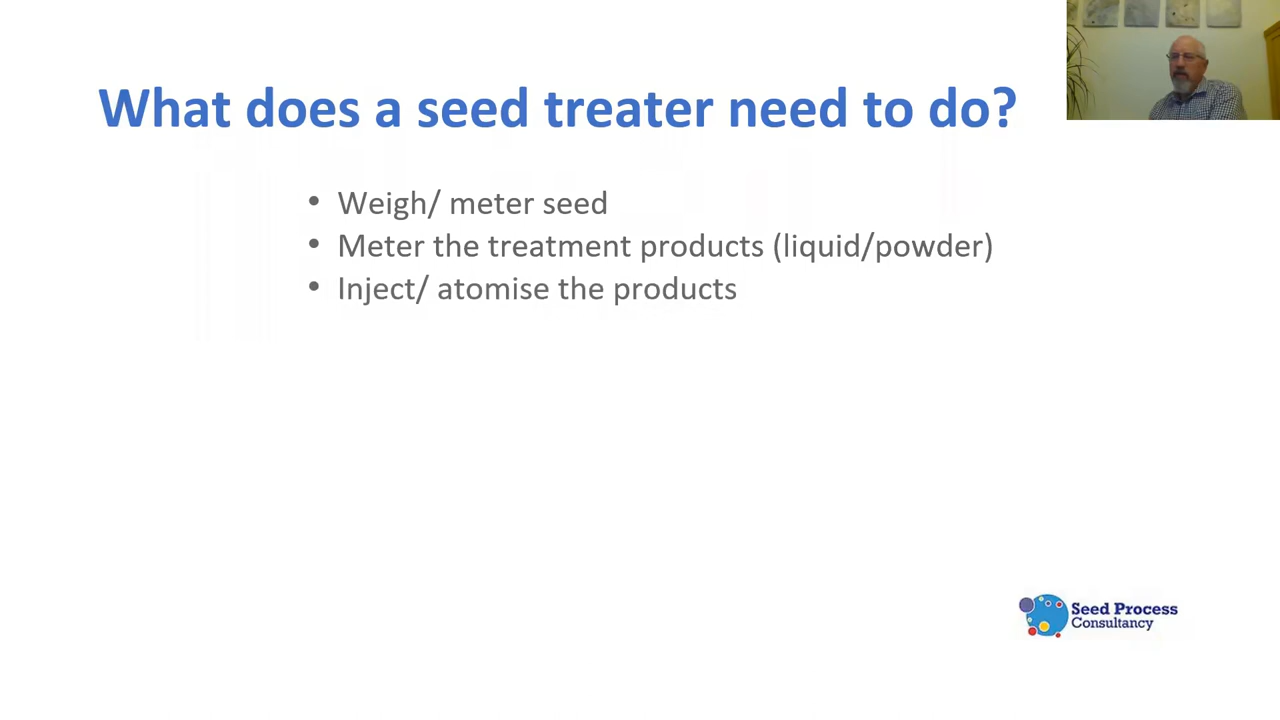 What does a seed treater need to do?
• Weigh/ meter seed
• Meter the treatment products (liquid/powder)
• Inject/ atomise the products
Seed Process
Consultancy